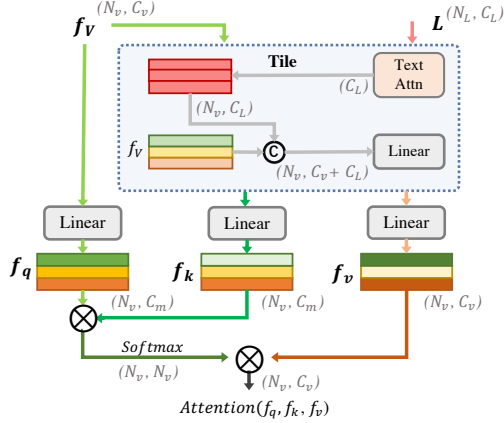 f_V (N_v, C_v)
L (N_L, C_L)
Tile
Text
Attn
(C_L)
(N_v, C_L)
f_V
C
Linear
(N_v, C_v + C_L)
Linear
Linear
Linear
f_q
f_k
f_v
(N_v, C_m)
(N_v, C_m)
(N_v, C_v)
Softmax
(N_v, N_v)
(N_v, C_v)
Attention(f_q, f_k, f_v)